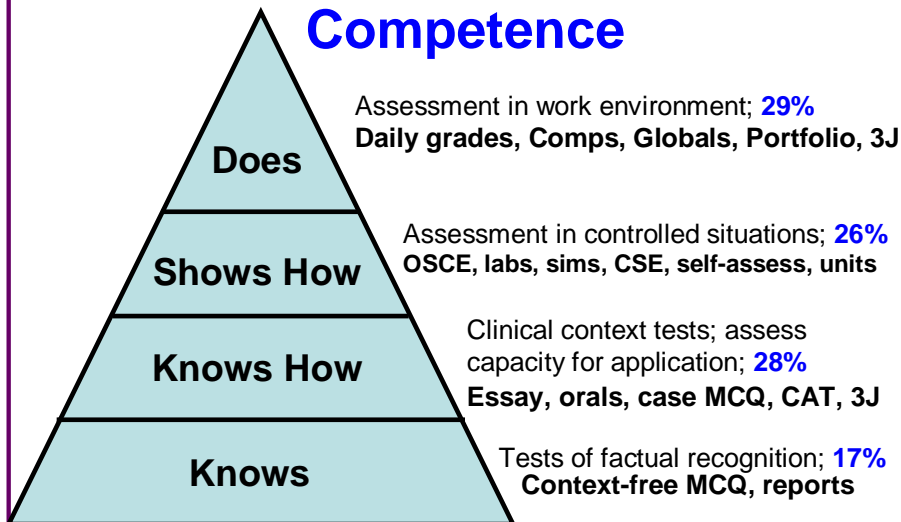 Competence
Assessment in work environment; 29%
Daily grades, Comps, Globals, Portfolio, 3J
Does
Assessment in controlled situations; 26%
OSCE, labs, sims, CSE, self-assess, units
Shows How
Clinical context tests; assess
capacity for application; 28%
Essay, orals, case MCQ, CAT, 3J
Knows How
Tests of factual recognition; 17%
Context-free MCQ, reports
Knows